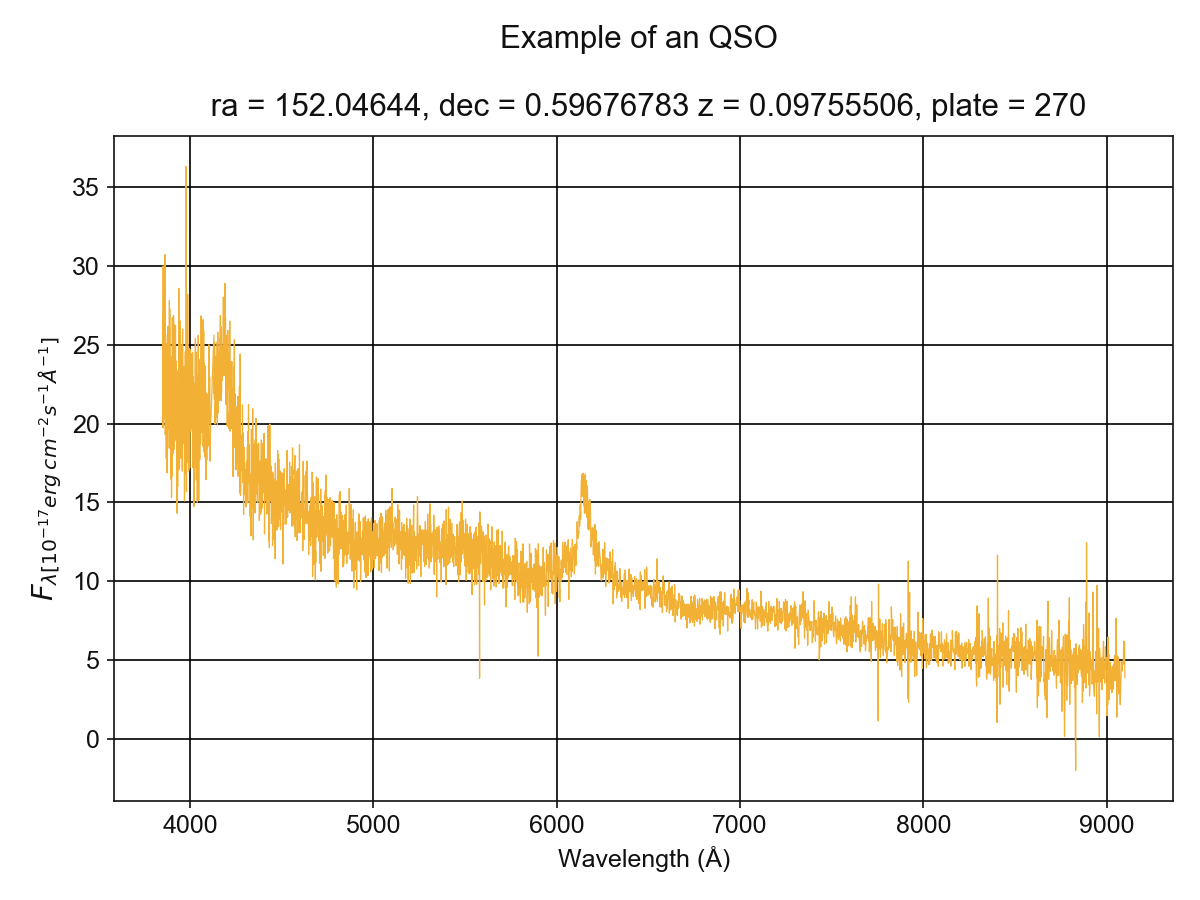 Example of an QSO
ra = 152.04644, dec = 0.59676783 z = 0.09755506, plate = 270
35
30
25
20
15
10
5
0
F_{λ[10^{−17}erg cm^{−2}s^{−1}Å^{−1}]}
4000 5000 6000 7000 8000 9000
Wavelength (Å)